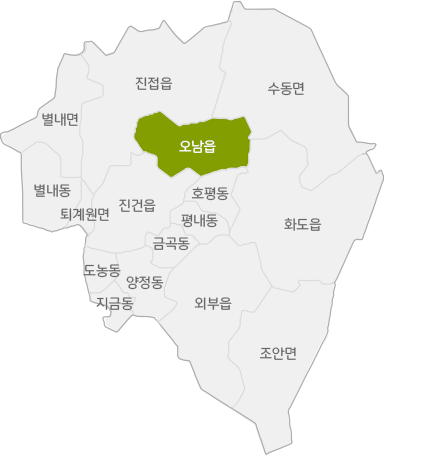 진접읍
수동면
별내면
오남읍
별내동
호평동
진건읍
퇴계원면
평내동
화도읍
금곡동
도농동
양정동
지금동
외부읍
조안면